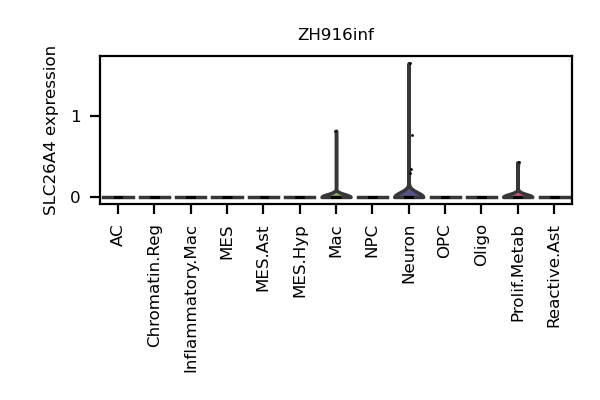 ZH916inf
SLC26A4 expression
1
0
AC
Chromatin.Reg
Inflammatory.Mac
MES
MES.Ast
MES.Hyp
Mac
NPC
Neuron
OPC
Oligo
Prolif.Metab
Reactive.Ast